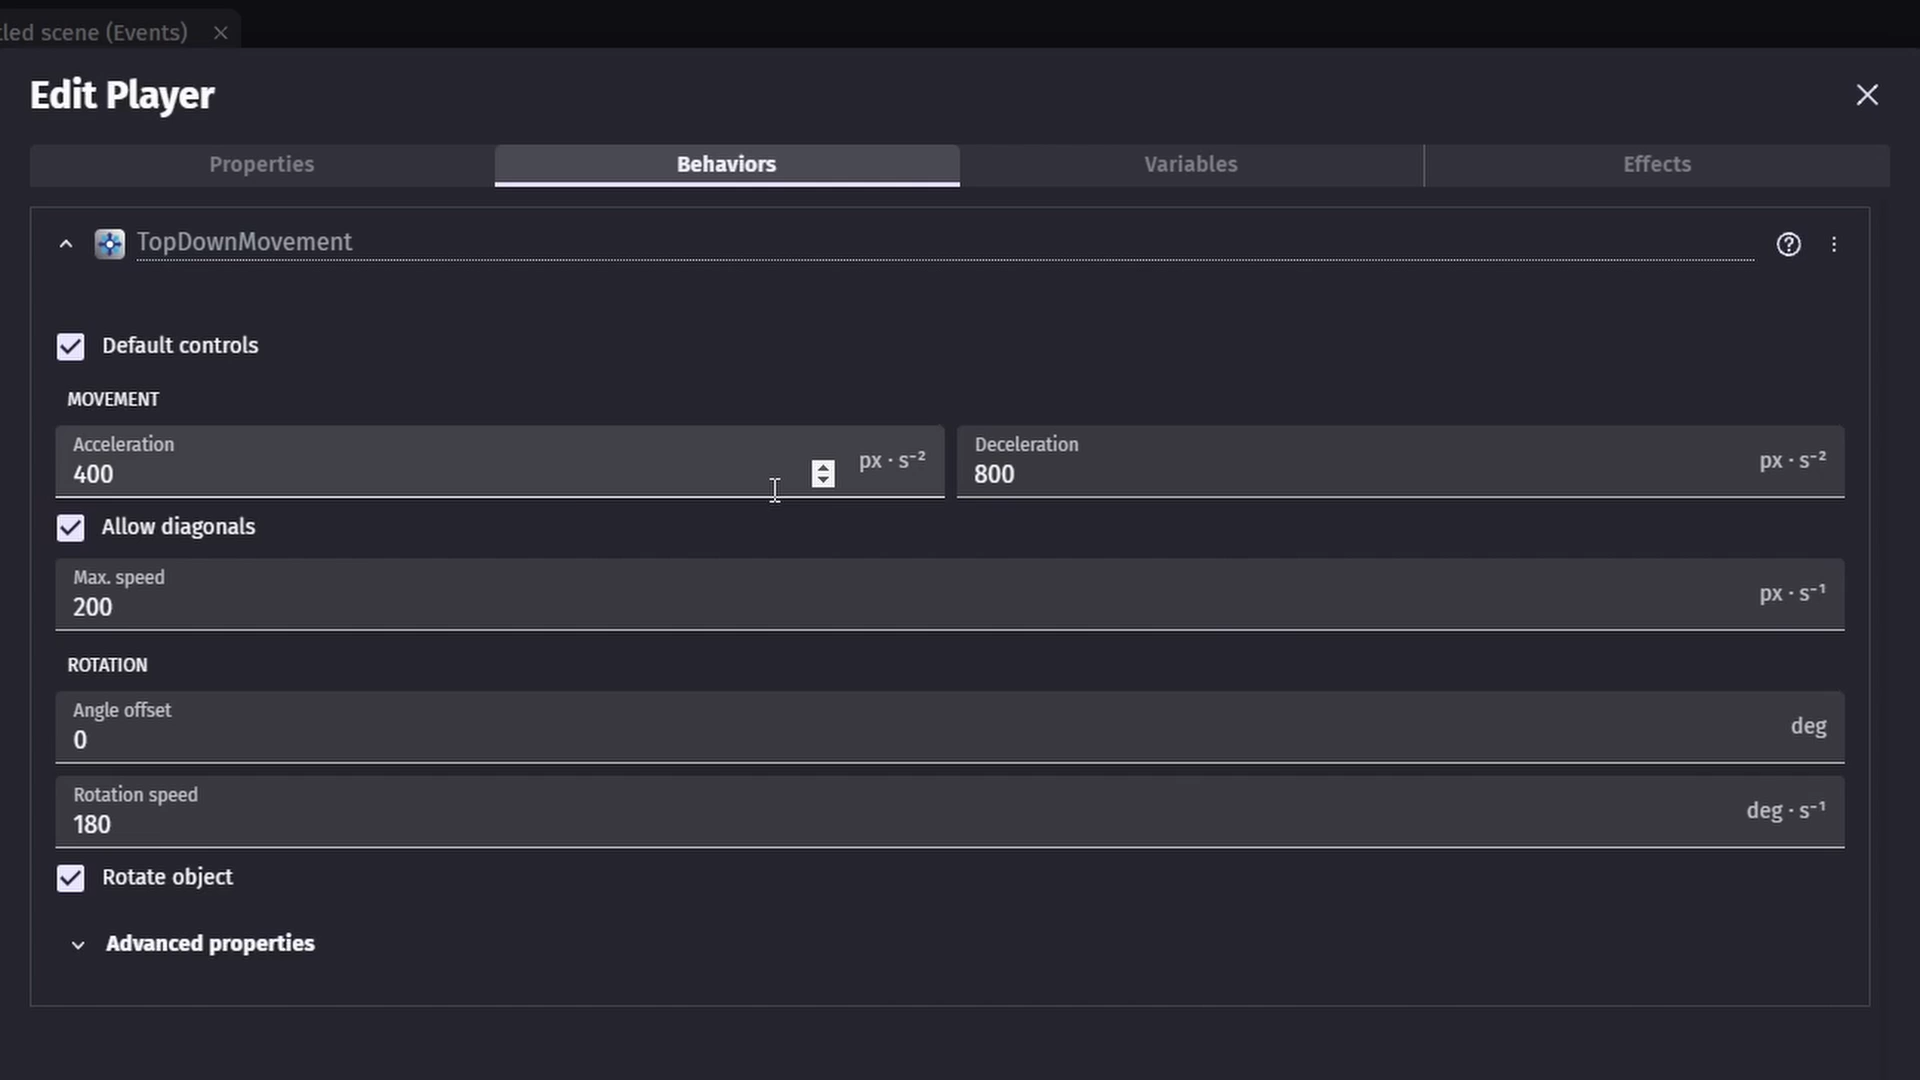 tled scene (Events)
Edit Player
Properties
Behaviors
Variables
Effects
TopDownMovement
Default controls
MOVEMENT
Acceleration
400
px · s⁻²
Deceleration
800
px · s⁻²
Allow diagonals
Max. speed
200
px · s⁻¹
ROTATION
Angle offset
0
deg
Rotation speed
180
deg · s⁻¹
Rotate object
Advanced properties